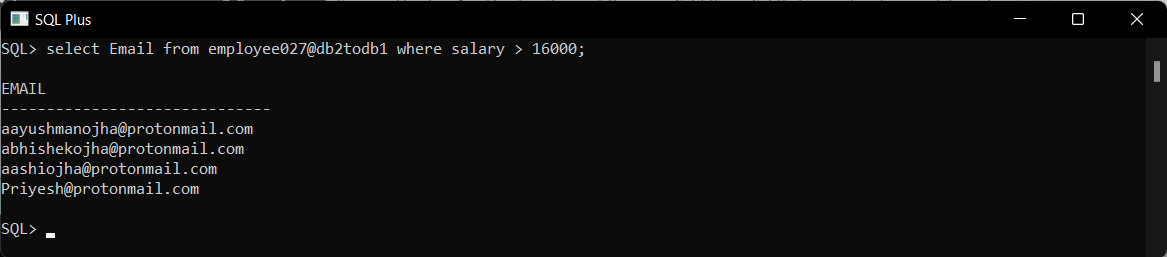 SQL Plus
SQL> select Email from employee027@db2todb1 where salary > 16000;
EMAIL
------------------------------
aayushmanojha@protonmail.com
abhishekojha@protonmail.com
aashiojha@protonmail.com
Priyesh@protonmail.com
SQL>